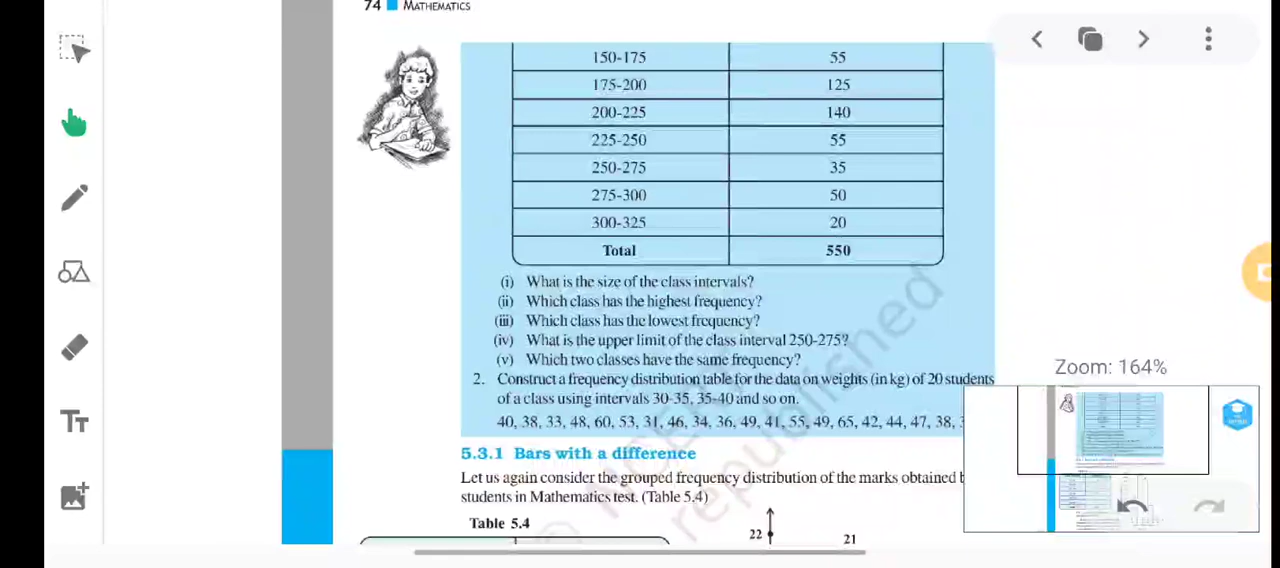 74 MATHEMATICS
150-175 55
175-200 125
200-225 140
225-250 55
250-275 35
275-300 50
300-325 20
Total 550
(i) What is the size of the class intervals?
(ii) Which class has the highest frequency?
(iii) Which class has the lowest frequency?
(iv) What is the upper limit of the class interval 250-275?
(v) Which two classes have the same frequency?
2. Construct a frequency distribution table for the data on weights (in kg) of 20 students
of a class using intervals 30-35, 35-40 and so on.
40, 38, 33, 48, 60, 53, 31, 46, 34, 36, 49, 41, 55, 49, 65, 42, 44, 47, 38,
5.3.1 Bars with a difference
Let us again consider the grouped frequency distribution of the marks obtained
students in Mathematics test. (Table 5.4)
Table 5.4
22
21
Zoom: 164%
TT
republished